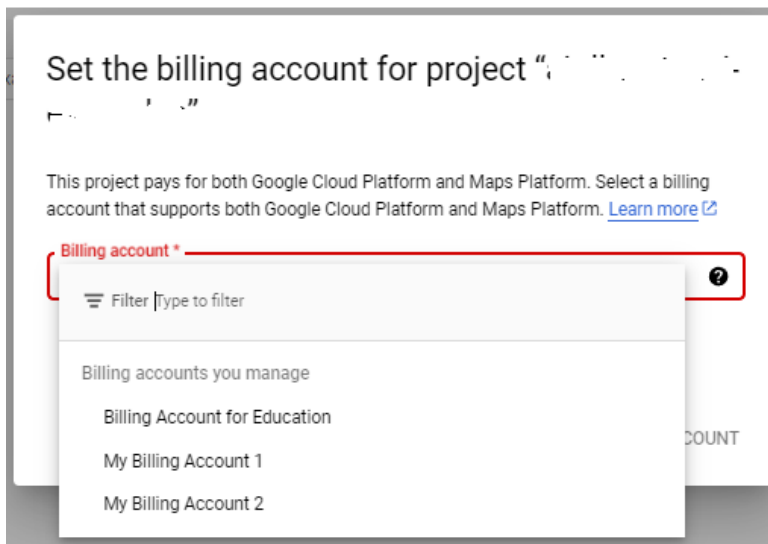 Set the billing account for project “
”
This project pays for both Google Cloud Platform and Maps Platform. Select a billing
account that supports both Google Cloud Platform and Maps Platform. Learn more
Billing account *
Filter Type to filter
Billing accounts you manage
Billing Account for Education
COUNT
My Billing Account 1
My Billing Account 2